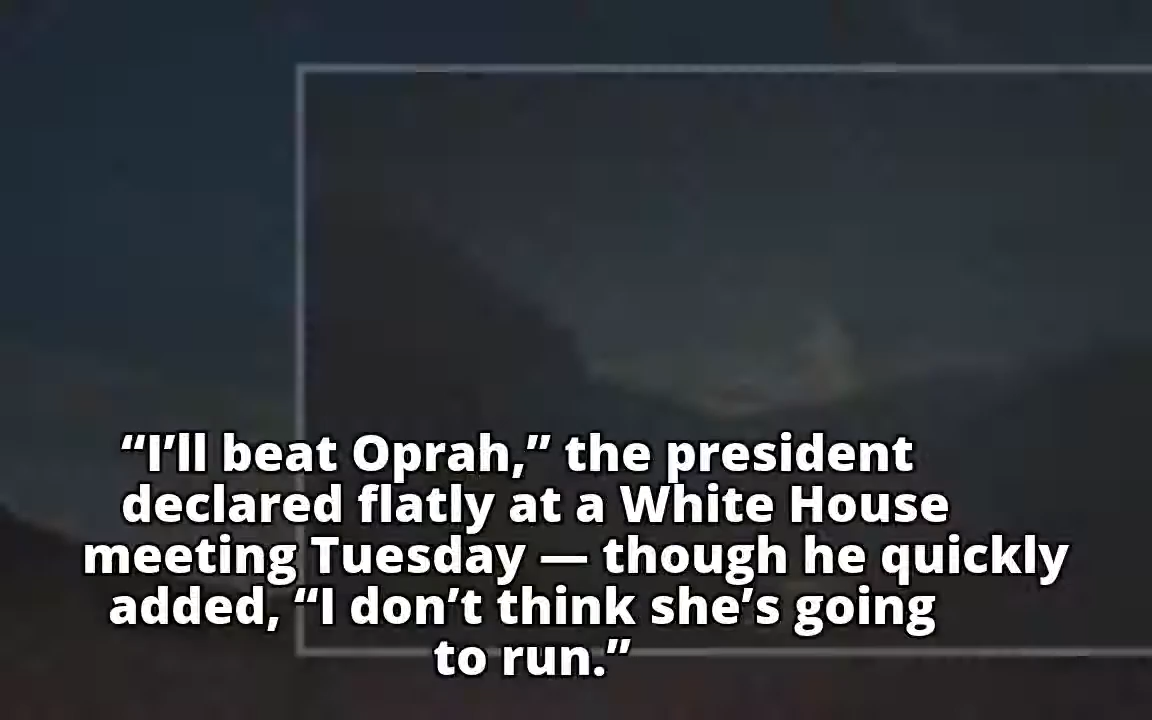 “I’ll beat Oprah,” the president
declared flatly at a White House
meeting Tuesday — though he quickly
added, “I don’t think she’s going
to run.”